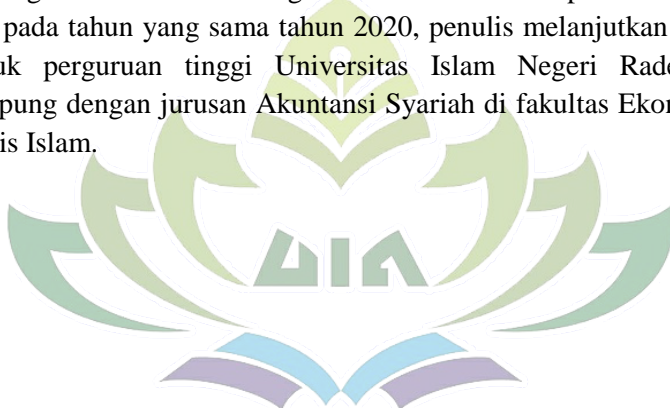 pada tahun yang sama tahun 2020, penulis melanjutkan
uk perguruan tinggi Universitas Islam Negeri Rade
pung dengan jurusan Akuntansi Syariah di fakultas Ekon
is Islam.
UIN